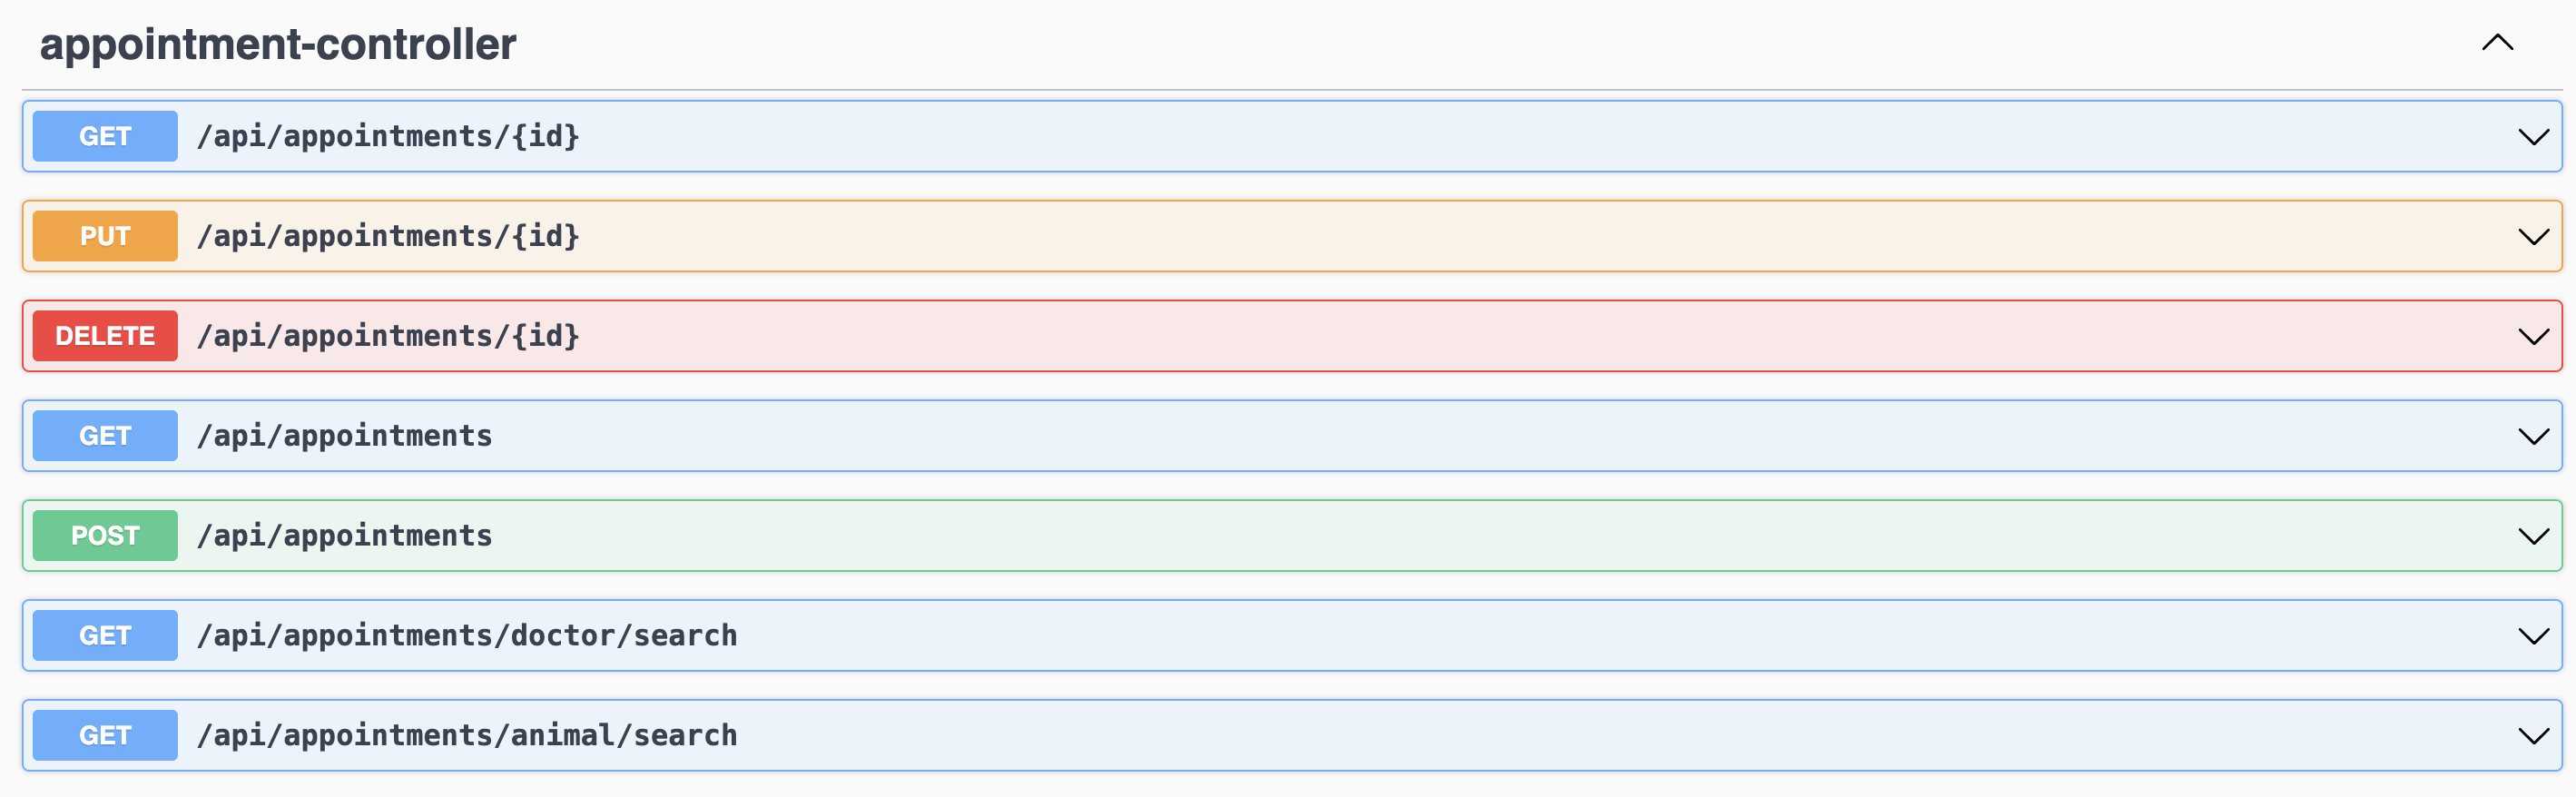 appointment-controller
GET /api/appointments/{id}
PUT /api/appointments/{id}
DELETE /api/appointments/{id}
GET /api/appointments
POST /api/appointments
GET /api/appointments/doctor/search
GET /api/appointments/animal/search